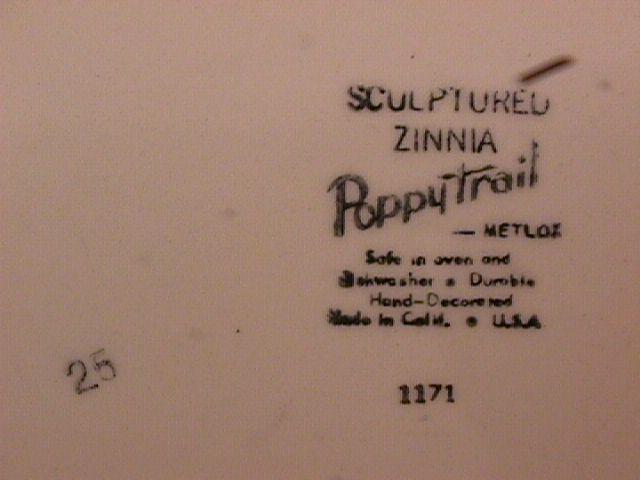 SCULPTURED
ZINNIA
Poppytrail
— METLOX
Safe in oven and
Dishwasher • Durable
Hand-Decorated
Made in Calif. • U.S.A.
25
1171